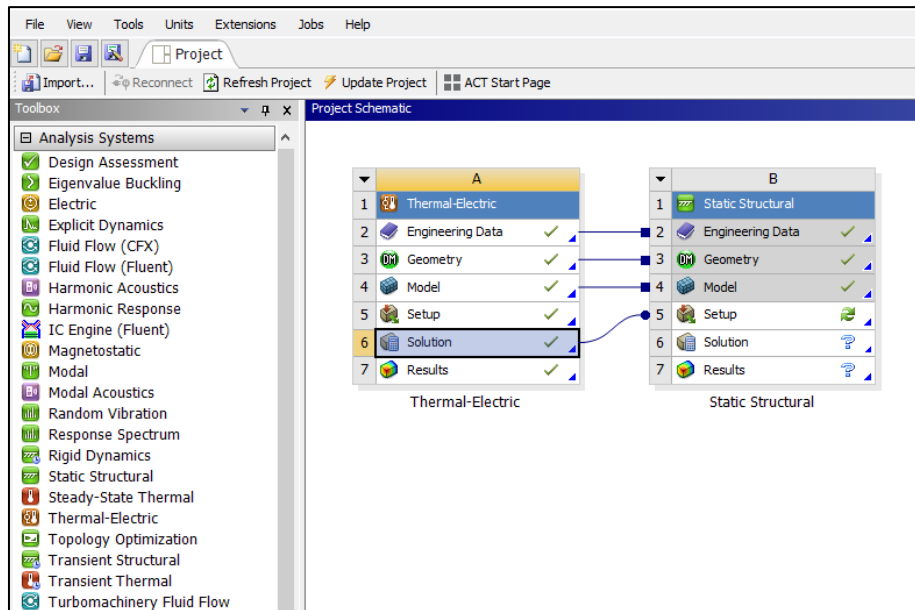 File View Tools Units Extensions Jobs Help
Project
Import... Reconnect Refresh Project Update Project ACT Start Page
Toolbox
Analysis Systems
Design Assessment
Eigenvalue Buckling
Electric
Explicit Dynamics
Fluid Flow (CFX)
Fluid Flow (Fluent)
Harmonic Acoustics
Harmonic Response
IC Engine (Fluent)
Magnetostatic
Modal
Modal Acoustics
Random Vibration
Response Spectrum
Rigid Dynamics
Static Structural
Steady-State Thermal
Thermal-Electric
Topology Optimization
Transient Structural
Transient Thermal
Turbomachinery Fluid Flow
Project Schematic
A
1 Thermal-Electric
2 Engineering Data
3 DM Geometry
4 Model
5 Setup
6 Solution
7 Results
Thermal-Electric
B
1 Static Structural
2 Engineering Data
3 DM Geometry
4 Model
5 Setup
6 Solution ?
7 Results ?
Static Structural